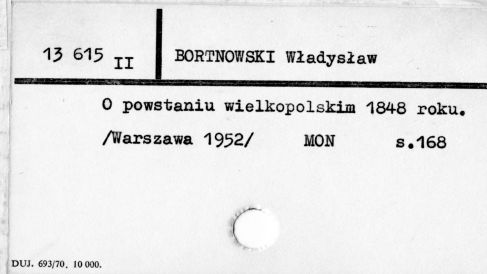 13 615 II
BORTNOWSKI Władysław
O powstaniu wielkopolskim 1848 roku.
/Warszawa 1952/ MON s.168
DUJ. 693/70. 10 000.